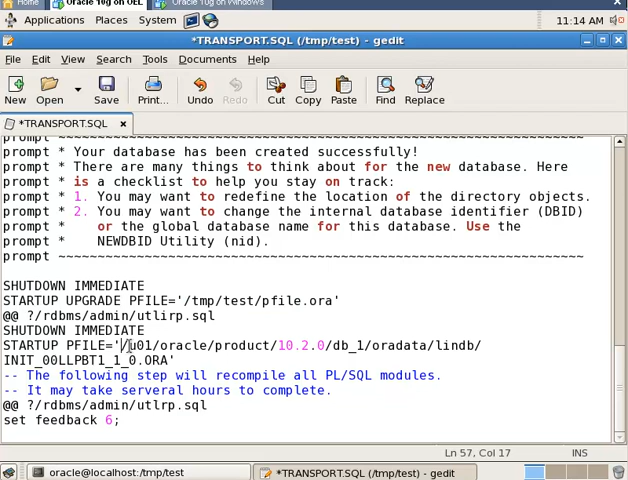 Home Oracle 10g on OEL Oracle 10g on Windows
Applications Places System 11:14 AM
*TRANSPORT.SQL (/tmp/test) - gedit
File Edit View Search Tools Documents Help
New Open Save Print... Undo Redo Cut Copy Paste Find Replace
*TRANSPORT.SQL
prompt ~~~~~~~~~~~~~~~~~~~~~~~~~~~~~~~~~~~~~~~~~~~~~~~~~~~~~~~~~~~~~~~~~~
prompt * Your database has been created successfully!
prompt * There are many things to think about for the new database. Here
prompt * is a checklist to help you stay on track:
prompt * 1. You may want to redefine the location of the directory objects.
prompt * 2. You may want to change the internal database identifier (DBID)
prompt *    or the global database name for this database. Use the
prompt *    NEWDBID Utility (nid).
prompt ~~~~~~~~~~~~~~~~~~~~~~~~~~~~~~~~~~~~~~~~~~~~~~~~~~~~~~~~~~~~~~~~~~
SHUTDOWN IMMEDIATE
STARTUP UPGRADE PFILE='/tmp/test/pfile.ora'
@@ ?/rdbms/admin/utlirp.sql
SHUTDOWN IMMEDIATE
STARTUP PFILE='/u01/oracle/product/10.2.0/db_1/oradata/lindb/
INIT_00LLPBT1_1_0.ORA'
-- The following step will recompile all PL/SQL modules.
-- It may take serveral hours to complete.
@@ ?/rdbms/admin/utlrp.sql
set feedback 6;
Ln 57, Col 17 INS
oracle@localhost:/tmp/test *TRANSPORT.SQL (/tmp/test) - gedit